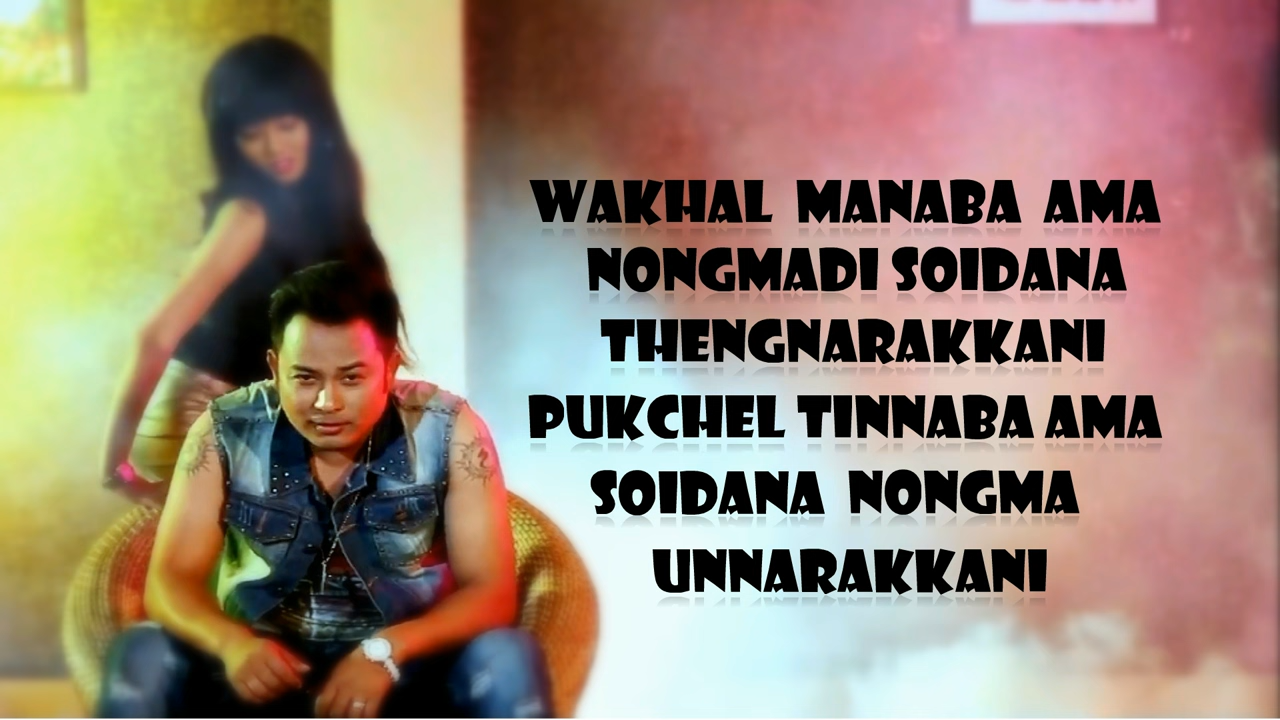 WAKHAL MANABA AMA
NONGMADI SOIDANA
THENGNARAKKANI
PUKCHEL TINNABA AMA
SOIDANA NONGMA
UNNARAKKANI